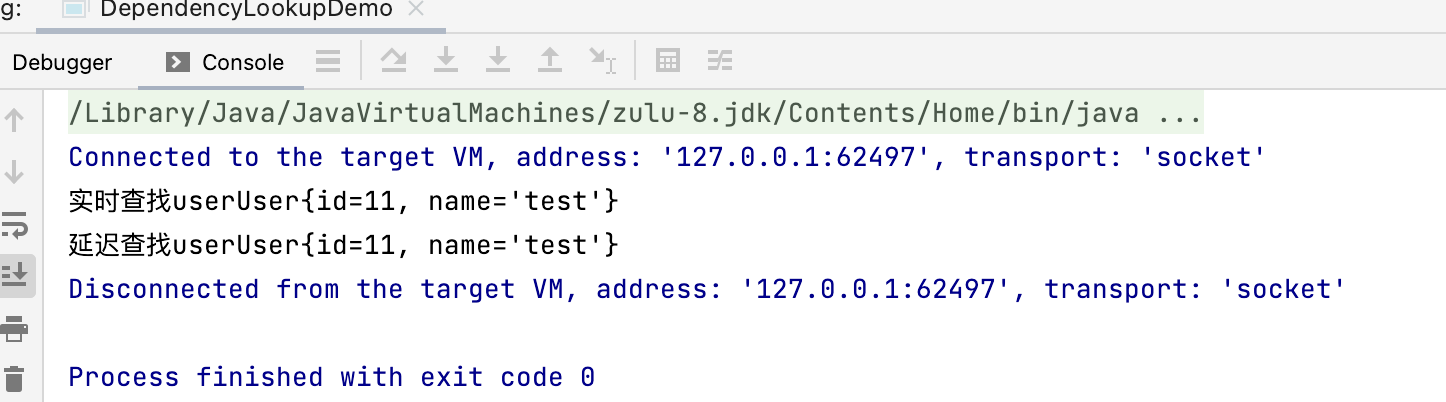 g: DependencyLookupDemo
Debugger Console
/Library/Java/JavaVirtualMachines/zulu-8.jdk/Contents/Home/bin/java ...
Connected to the target VM, address: '127.0.0.1:62497', transport: 'socket'
实时查找userUser{id=11, name='test'}
延迟查找userUser{id=11, name='test'}
Disconnected from the target VM, address: '127.0.0.1:62497', transport: 'socket'
Process finished with exit code 0